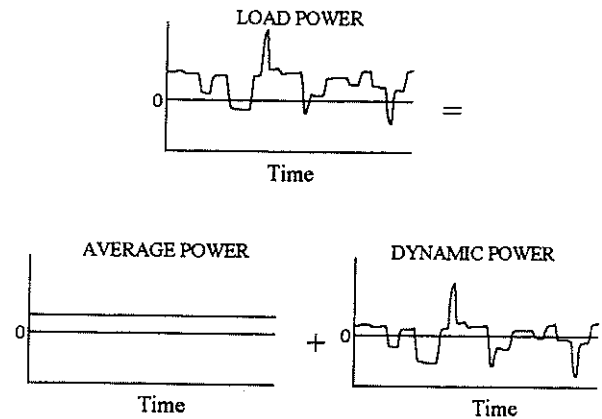 LOAD POWER
0
=
Time
AVERAGE POWER
0
Time
+
DYNAMIC POWER
0
Time